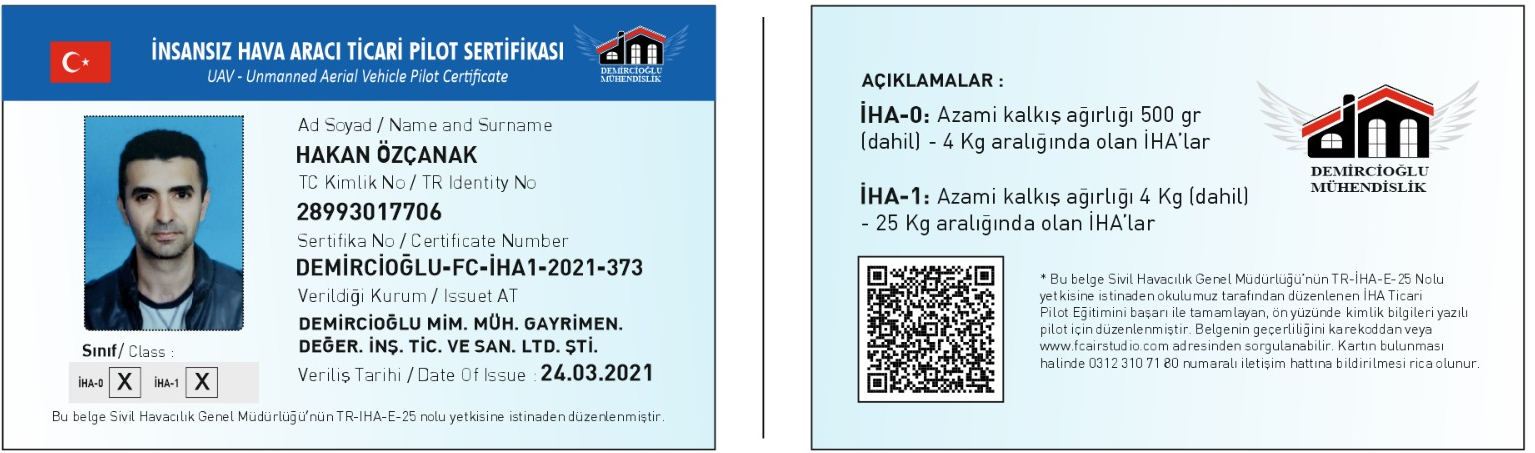 İNSANSIZ HAVA ARACI TİCARİ PİLOT SERTİFİKASI
UAV - Unmanned Aerial Vehicle Pilot Certificate
DEMİRCİOĞLU
MÜHENDİSLİK
Ad Soyad / Name and Surname
HAKAN ÖZÇANAK
TC Kimlik No / TR Identity No
28993017706
Sertifika No / Certificate Number
DEMİRCİOĞLU-FC-İHA1-2021-373
Verildiği Kurum / Issuet AT
DEMİRCİOĞLU MİM. MÜH. GAYRİMEN.
DEĞER. İNŞ. TİC. VE SAN. LTD. ŞTİ.
Veriliş Tarihi / Date Of Issue : 24.03.2021
Sınıf/ Class :
İHA-0 X İHA-1 X
Bu belge Sivil Havacılık Genel Müdürlüğü'nün TR-IHA-E-25 nolu yetkisine istinaden düzenlenmiştir.
AÇIKLAMALAR :
İHA-0: Azami kalkış ağırlığı 500 gr
(dahil) - 4 Kg aralığında olan İHA'lar
İHA-1: Azami kalkış ağırlığı 4 Kg (dahil)
- 25 Kg aralığında olan İHA'lar
DEMİRCİOĞLU
MÜHENDİSLİK
* Bu belge Sivil Havacılık Genel Müdürlüğü'nün TR-İHA-E-25 Nolu
yetkisine istinaden okulumuz tarafından düzenlenen İHA Ticari
Pilot Eğitimini başarı ile tamamlayan, ön yüzünde kimlik bilgileri yazılı
pilot için düzenlenmiştir. Belgenin geçerliliğini karekoddan veya
www.fcairstudio.com adresinden sorgulanabilir. Kartın bulunması
halinde 0312 310 71 80 numaralı iletişim hattına bildirilmesi rica olunur.